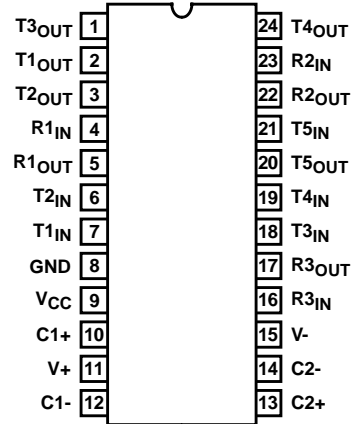 T3OUT 1 24 T4OUT
T1OUT 2 23 R2IN
T2OUT 3 22 R2OUT
R1IN 4 21 T5IN
R1OUT 5 20 T5OUT
T2IN 6 19 T4IN
T1IN 7 18 T3IN
GND 8 17 R3OUT
VCC 9 16 R3IN
C1+ 10 15 V-
V+ 11 14 C2-
C1- 12 13 C2+